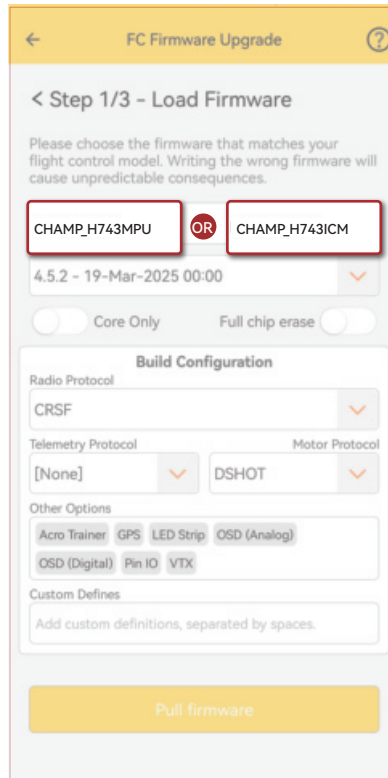 FC Firmware Upgrade
?
< Step 1/3 - Load Firmware
Please choose the firmware that matches your
flight control model. Writing the wrong firmware will
cause unpredictable consequences.
CHAMP_H743MPU OR CHAMP_H743ICM
4.5.2 - 19-Mar-2025 00:00
Core Only Full chip erase
Build Configuration
Radio Protocol
CRSF
Telemetry Protocol Motor Protocol
[None] DSHOT
Other Options
Acro Trainer GPS LED Strip OSD (Analog)
OSD (Digital) Pin IO VTX
Custom Defines
Add custom definitions, separated by spaces.
Pull firmware